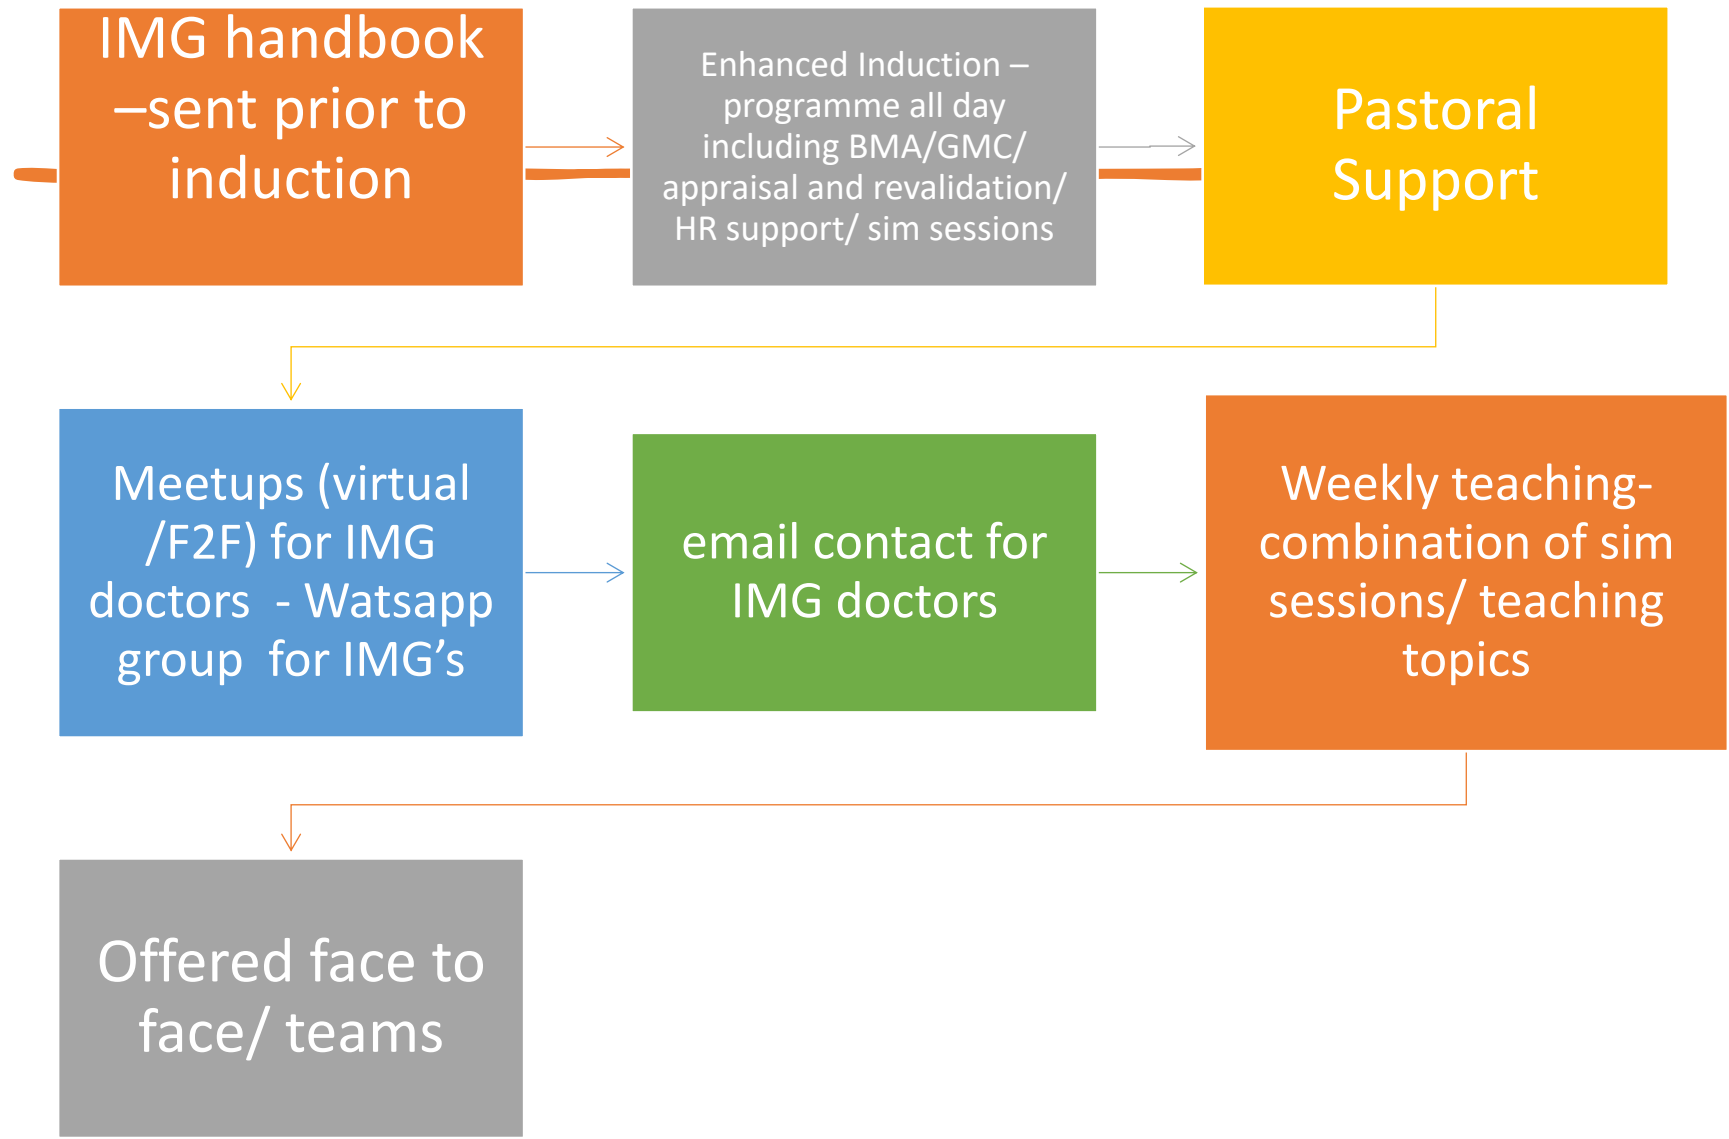 IMG handbook
–sent prior to
induction
Enhanced Induction –
programme all day
including BMA/GMC/
appraisal and revalidation/
HR support/ sim sessions
Pastoral
Support
Meetups (virtual
/F2F) for IMG
doctors  - Watsapp
group  for IMG’s
email contact for
IMG doctors
Weekly teaching-
combination of sim
sessions/ teaching
topics
Offered face to
face/ teams